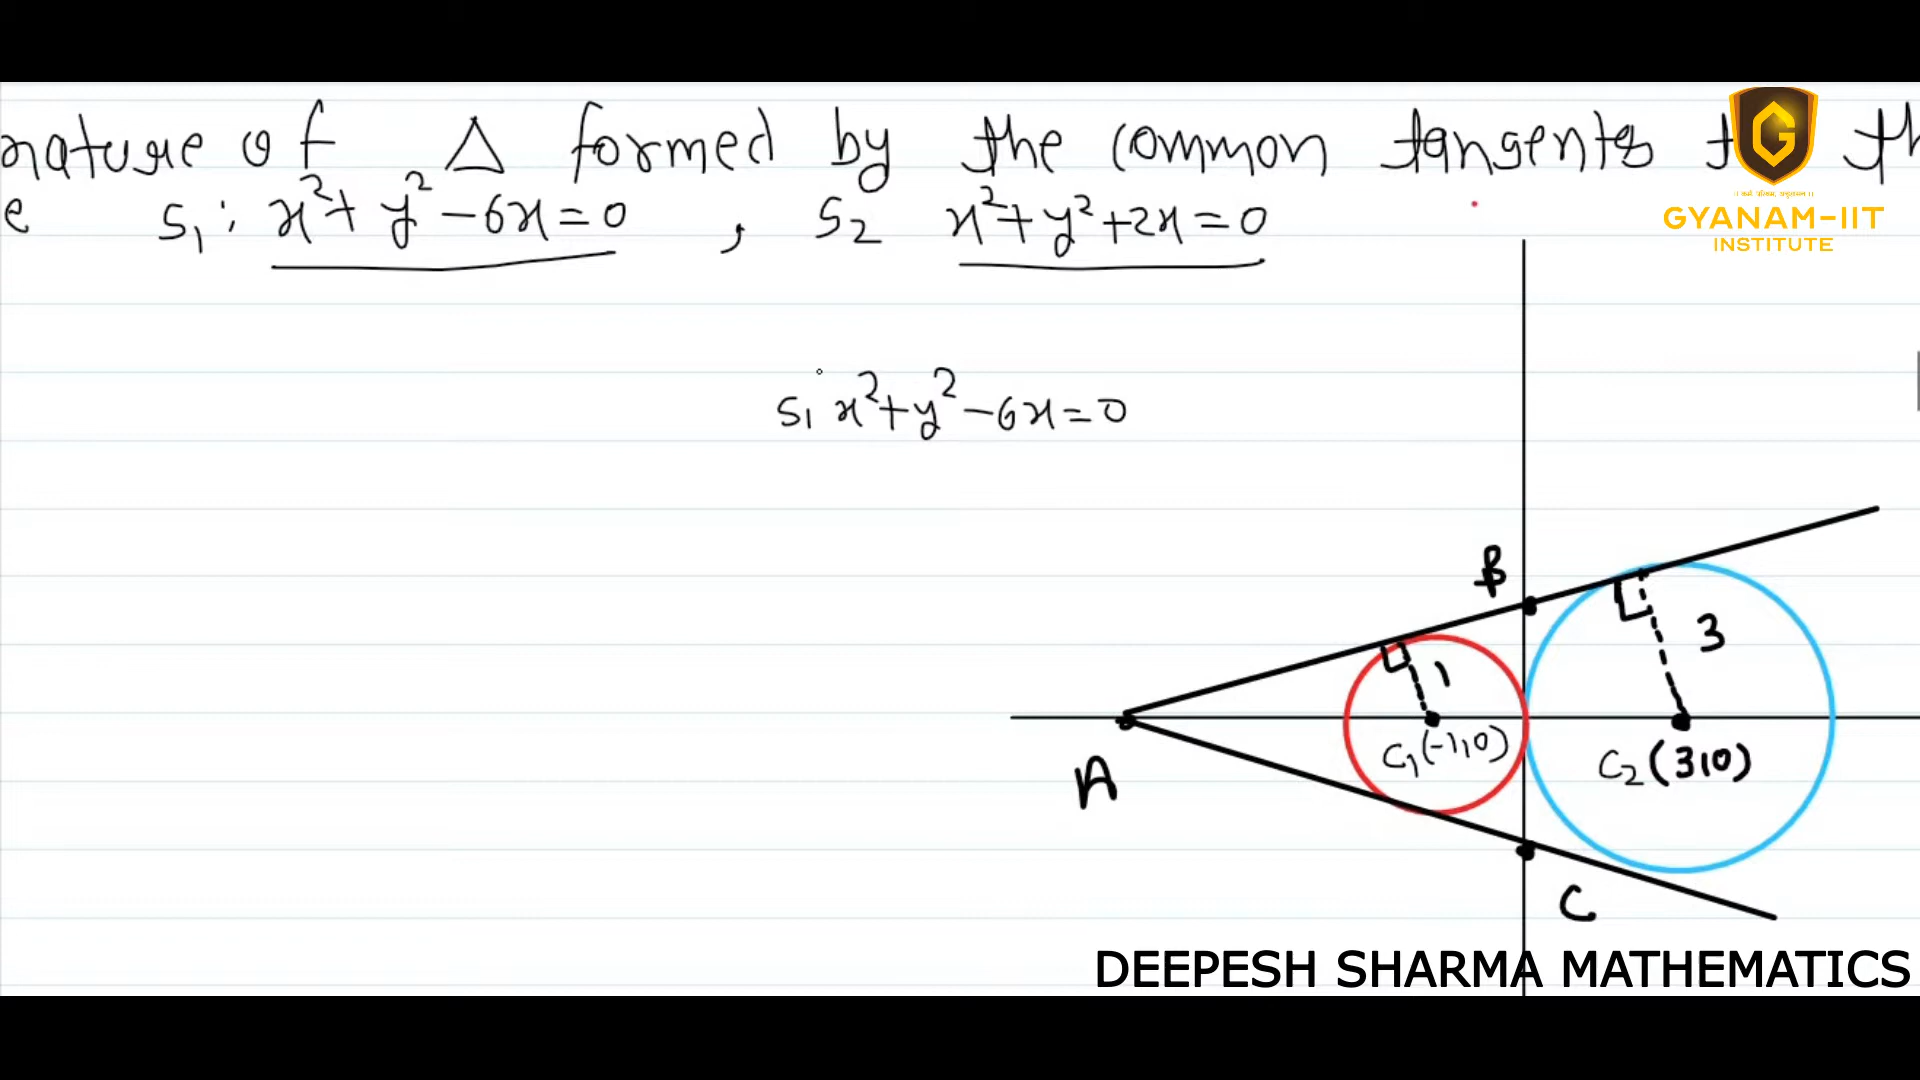 nature of Δ formed by the common tangents t th
e S₁: x²+y²-6x=0 , S₂ x²+y²+2x=0
GYANAM-IIT
INSTITUTE
S₁ x²+y²-6x=0
B
3
1
C₁(-1,0)
C₂(3,0)
A
C
DEEPESH SHARMA MATHEMATICS